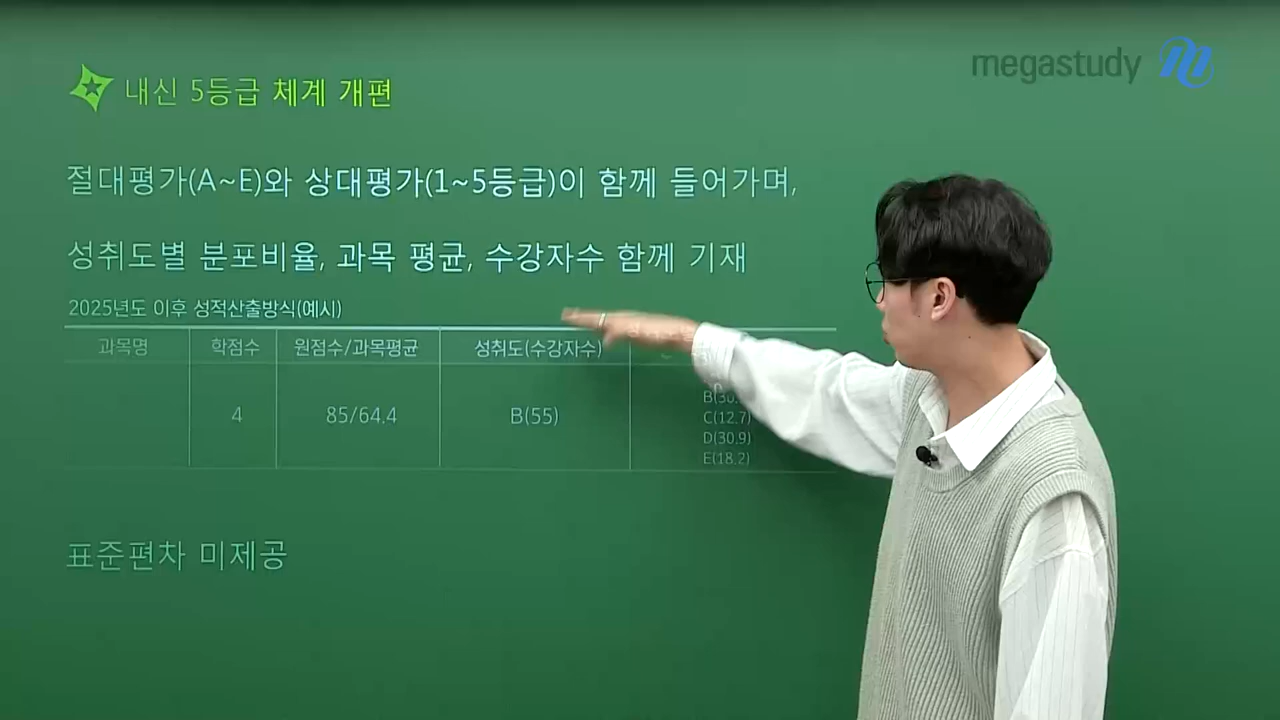 megastudy
내신 5등급 체계 개편
절대평가(A~E)와 상대평가(1~5등급)이 함께 들어가며,
성취도별 분포비율, 과목 평균, 수강자수 함께 기재
2025년도 이후 성적산출방식(예시)
과목명 학점수 원점수/과목평균 성취도(수강자수)
4 85/64.4 B(55)
C(12.7)
D(30.9)
E(18.2)
표준편차 미제공